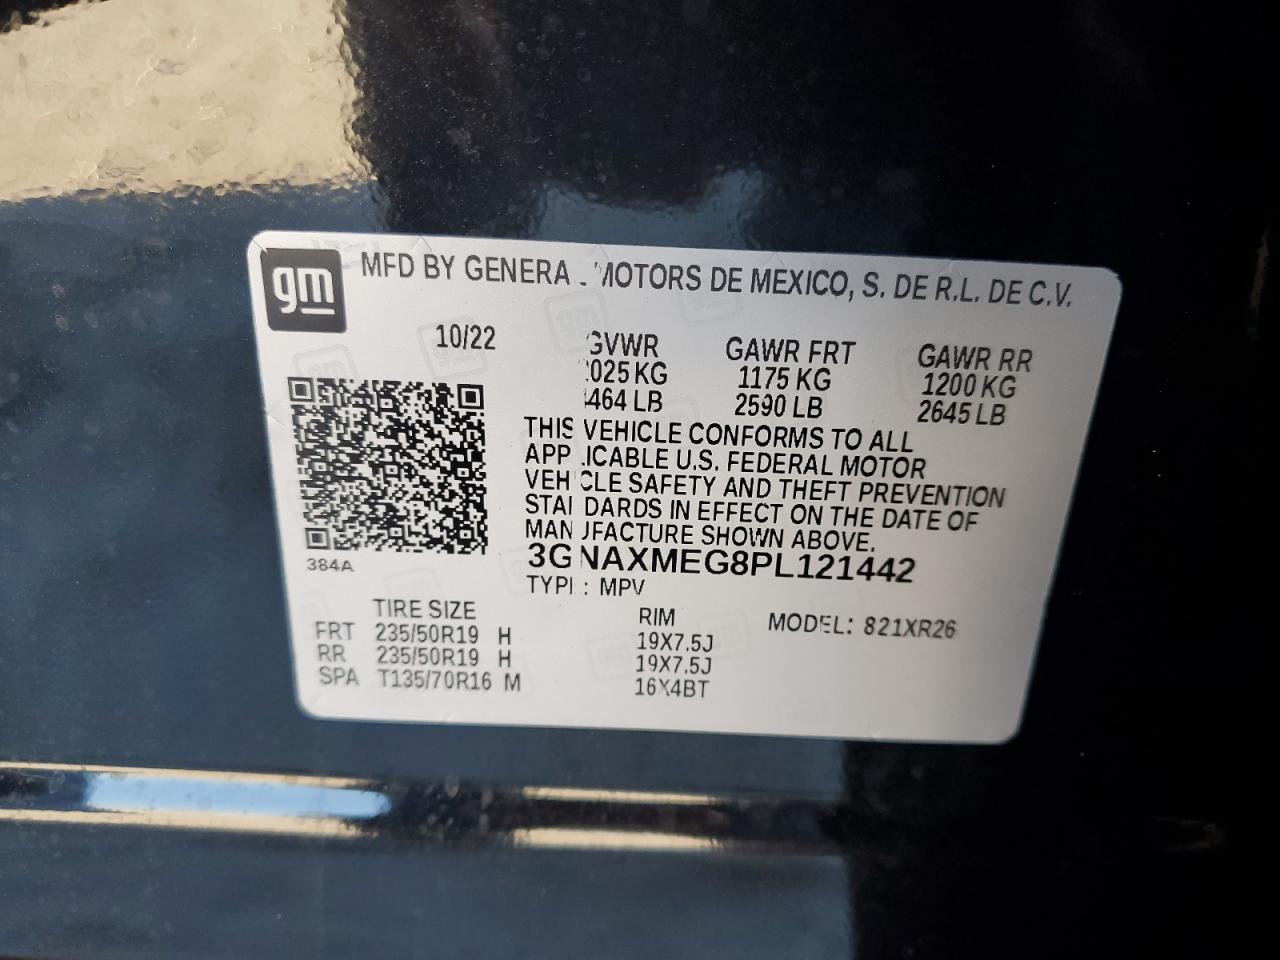 gm
MFD BY GENERA MOTORS DE MEXICO, S. DE R.L. DE C.V.
10/22
GVWR GAWR FRT GAWR RR
025 KG 1175 KG 1200 KG
464 LB 2590 LB 2645 LB
THIS VEHICLE CONFORMS TO ALL
APPLICABLE U.S. FEDERAL MOTOR
VEHICLE SAFETY AND THEFT PREVENTION
STANDARDS IN EFFECT ON THE DATE OF
MANUFACTURE SHOWN ABOVE.
3GNAXMEG8PL121442
384A
TYPE: MPV
TIRE SIZE RIM MODEL: 821XR26
FRT 235/50R19 H 19X7.5J
RR 235/50R19 H 19X7.5J
SPA T135/70R16 M 16X4BT